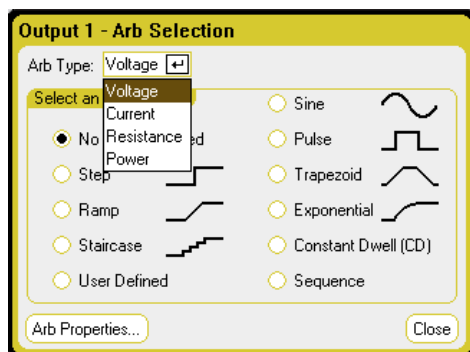 Output 1 - Arb Selection
Arb Type: Voltage
Voltage
Current
Resistance
Power
Select an
No
ed
Step
Ramp
Staircase
User Defined
Sine
Pulse
Trapezoid
Exponential
Constant Dwell (CD)
Sequence
Arb Properties...
Close